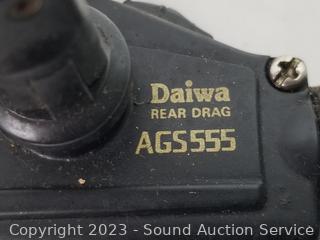 Daiwa
REAR DRAG
AGS555
Copyright © 2023 - Sound Auction Service